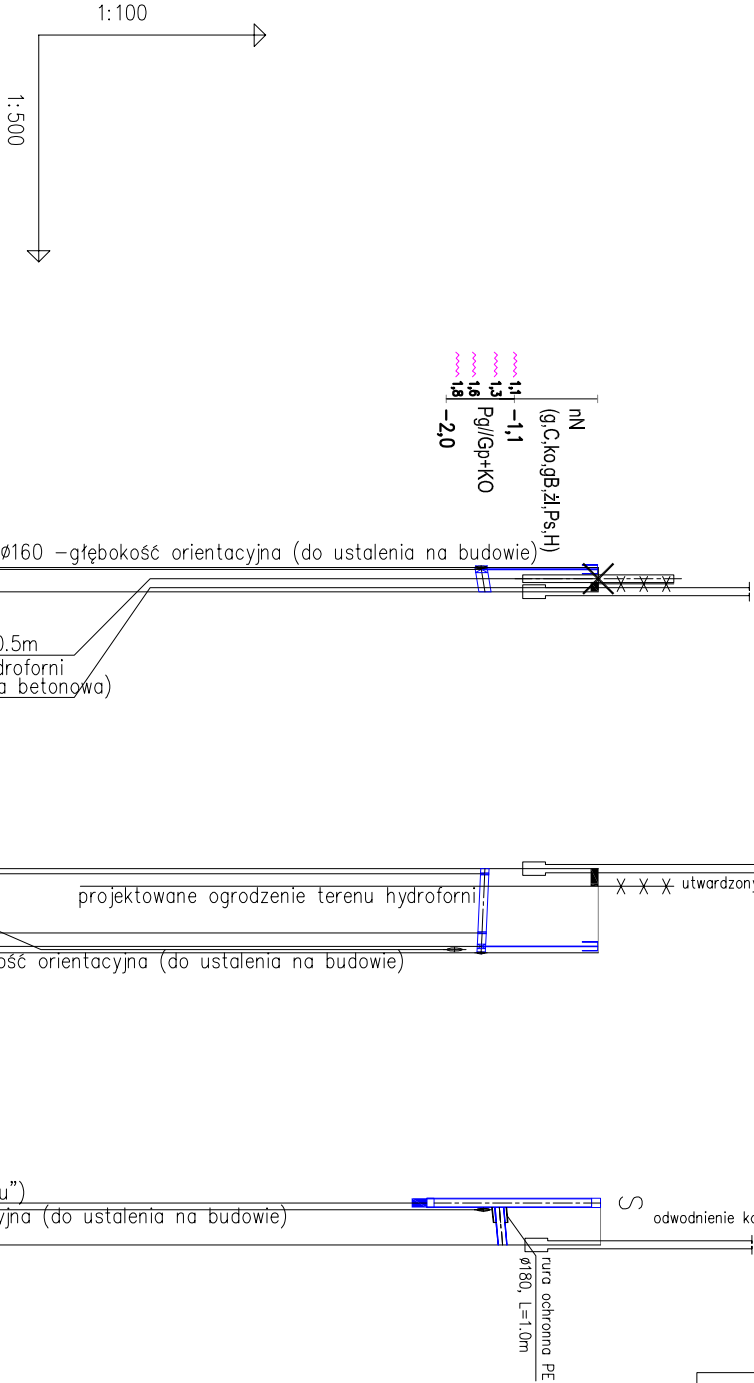 1:100
1:500
nN
(g,C,ko,gB,żl,Ps,H)
-1,1
Pg//Gp+KO
-2,0
1,1
1,3
1,6
1,8
ø160 -głębokość orientacyjna (do ustalenia na budowie)
0.5m
droforni
a betonowa)
projektowane ogrodzenie terenu hydroforni
utwardzony
ość orientacyjna (do ustalenia na budowie)
u")
yjna (do ustalenia na budowie)
S
odwodnienie ko
rura ochronna PE
ø180, L=1.0m